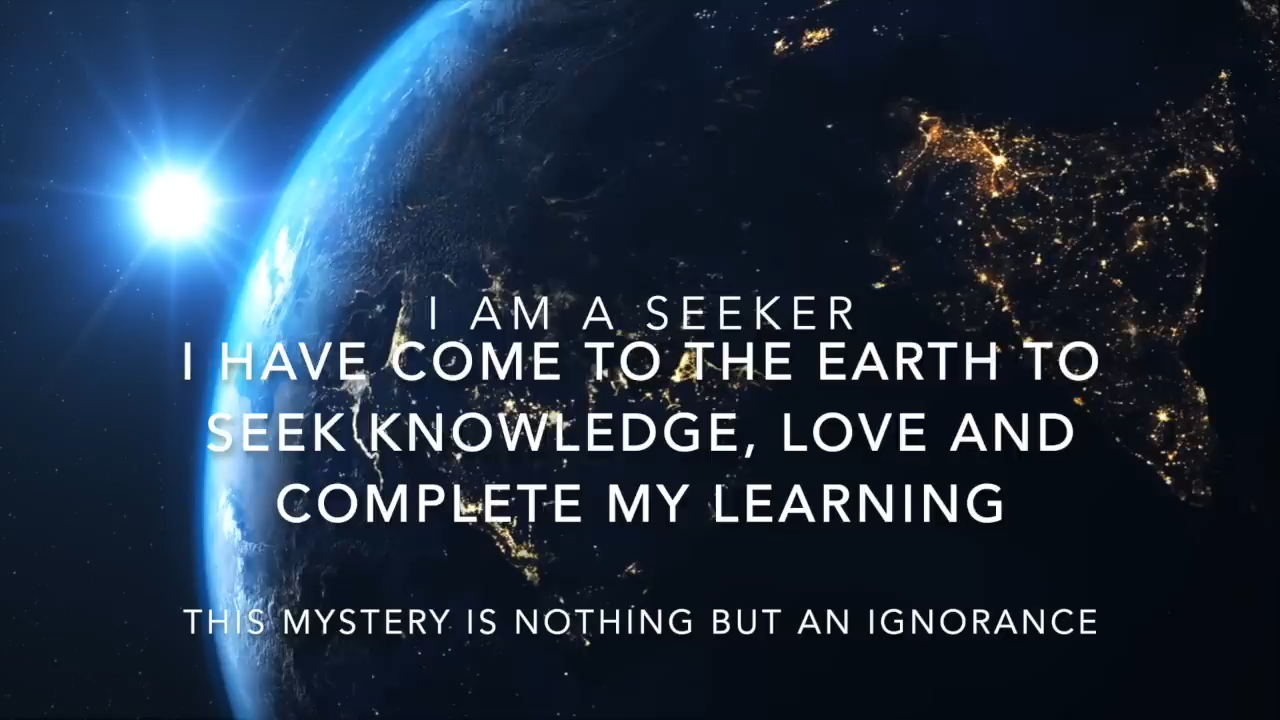 I AM A SEEKER
I HAVE COME TO THE EARTH TO
SEEK KNOWLEDGE, LOVE AND
COMPLETE MY LEARNING
THIS MYSTERY IS NOTHING BUT AN IGNORANCE